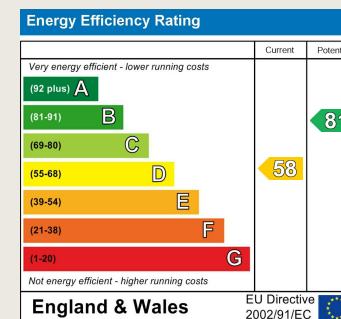 Energy Efficiency Rating
Current
Very energy efficient - lower running costs
(92 plus) A
(81-91) B
81
(69-80) C
(55-68) D
58
(39-54) E
(21-38) F
(1-20) G
Not energy efficient - higher running costs
England & Wales
EU Directive
2002/91/EC